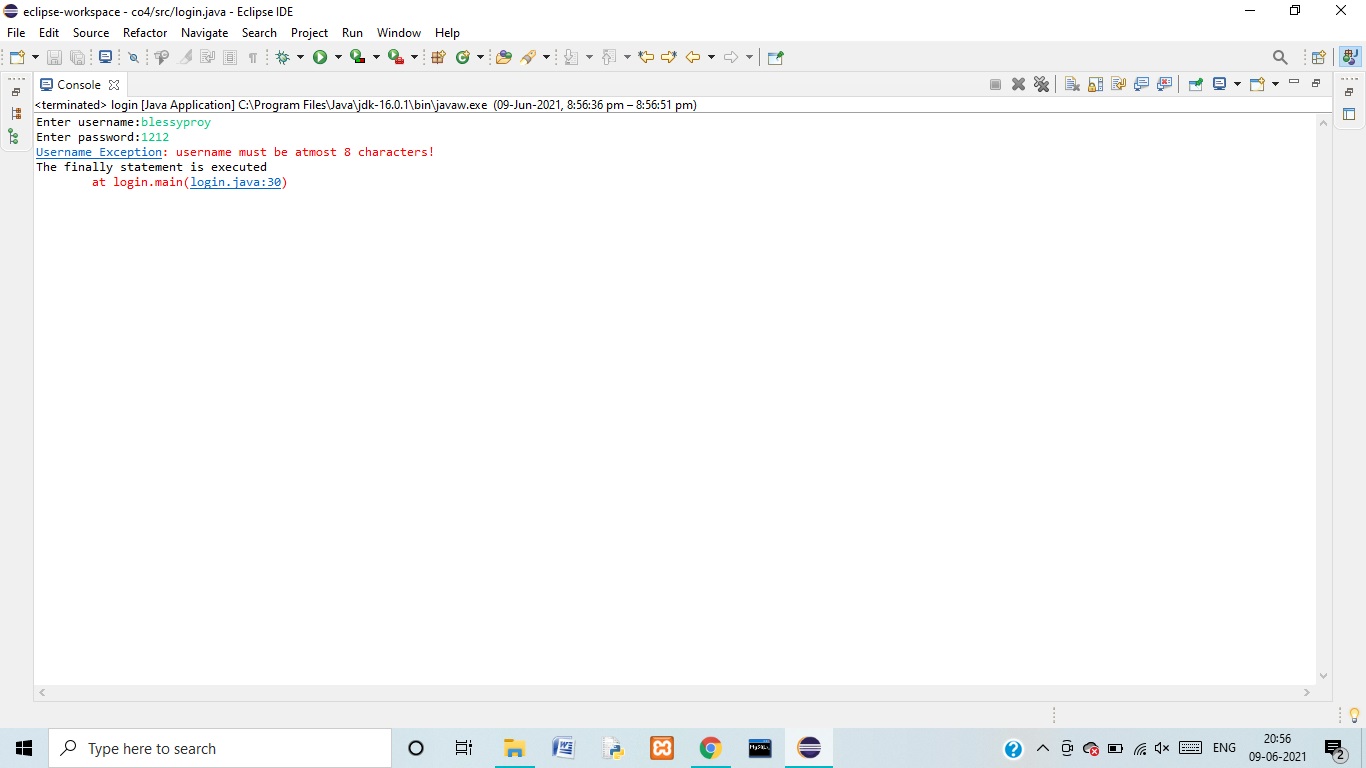 eclipse-workspace - co4/src/login.java - Eclipse IDE
File Edit Source Refactor Navigate Search Project Run Window Help
Console
<terminated> login [Java Application] C:\Program Files\Java\jdk-16.0.1\bin\javaw.exe (09-Jun-2021, 8:56:36 pm – 8:56:51 pm)
Enter username:blessyproy
Enter password:1212
Username Exception: username must be atmost 8 characters!
The finally statement is executed
at login.main(login.java:30)
Type here to search
ENG
20:56
09-06-2021
2